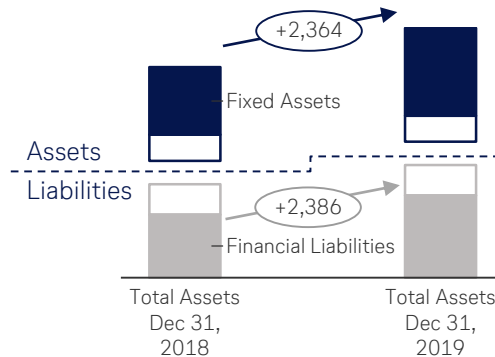 +2,364
Fixed Assets
Assets
Liabilities
+2,386
Financial Liabilities
Total Assets
Dec 31,
2018
Total Assets
Dec 31,
2019